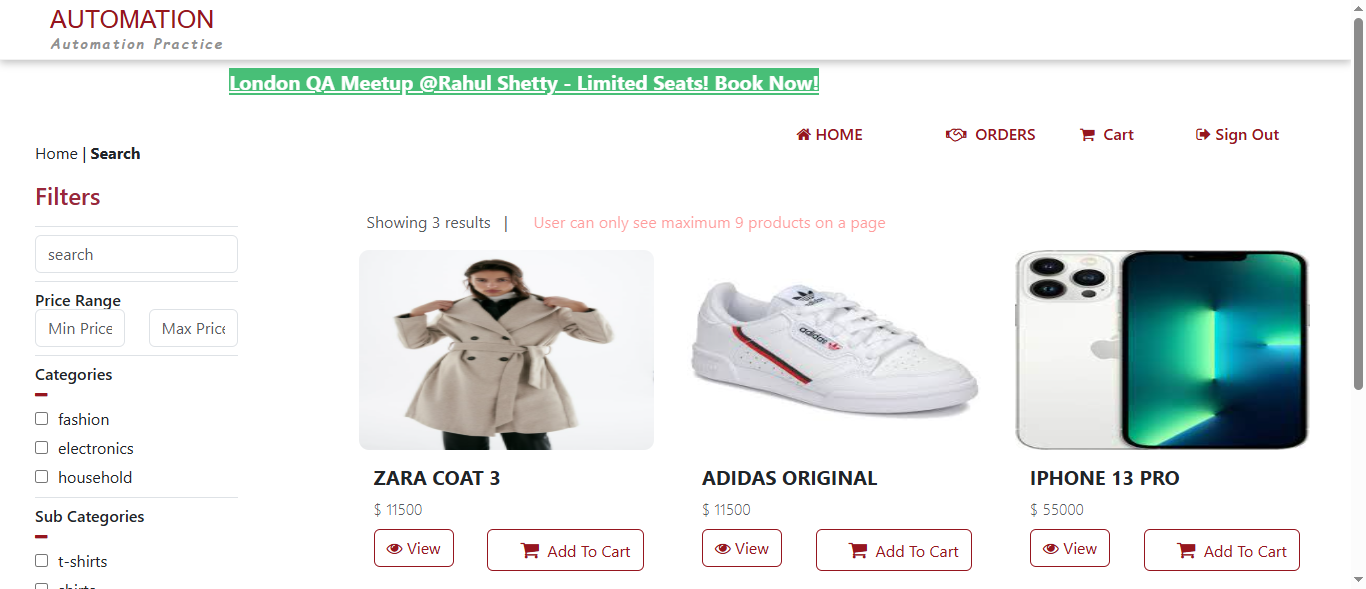 AUTOMATION
Automation Practice
London QA Meetup @Rahul Shetty - Limited Seats! Book Now!
HOME ORDERS Cart Sign Out
Home | Search
Filters
Showing 3 results | User can only see maximum 9 products on a page
search
Price Range
Min Price Max Price
Categories
fashion
electronics
household
Sub Categories
t-shirts
shirts
adidas
adidas
ZARA COAT 3 ADIDAS ORIGINAL IPHONE 13 PRO
$ 11500 $ 11500 $ 55000
View Add To Cart View Add To Cart View Add To Cart